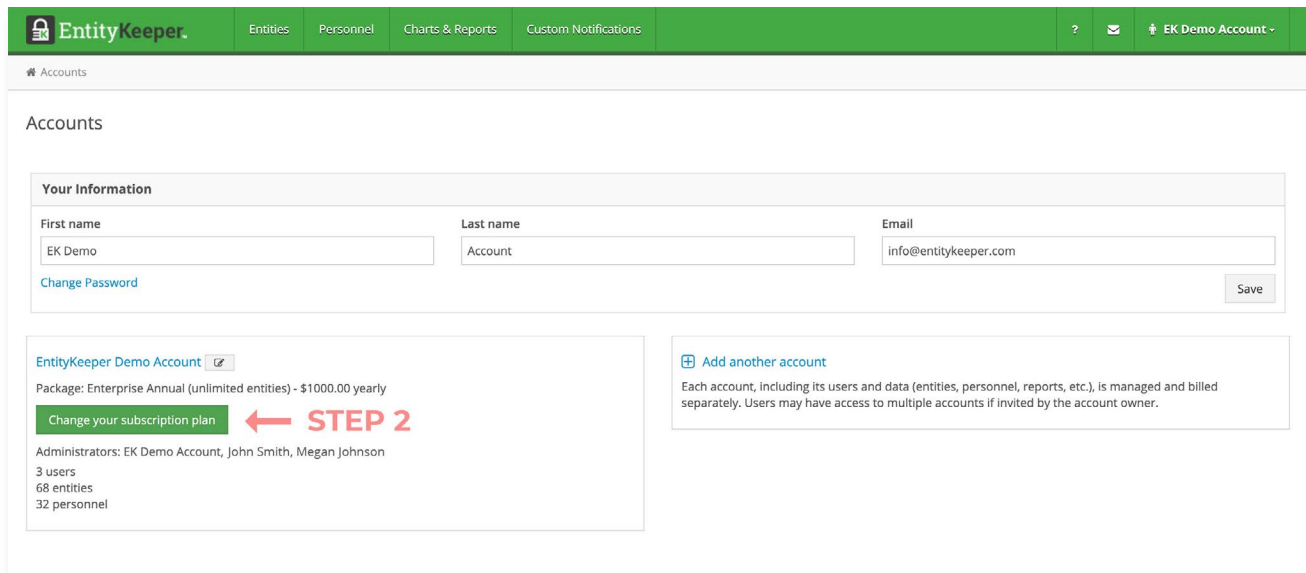 EntityKeeper. Entities Personnel Charts & Reports Custom Notifications ? EK Demo Account
Accounts
Accounts
Your Information
First name Last name Email
EK Demo Account info@entitykeeper.com
Change Password Save
EntityKeeper Demo Account
Package: Enterprise Annual (unlimited entities) - $1000.00 yearly
Change your subscription plan STEP 2
Administrators: EK Demo Account, John Smith, Megan Johnson
3 users
68 entities
32 personnel
Add another account
Each account, including its users and data (entities, personnel, reports, etc.), is managed and billed
separately. Users may have access to multiple accounts if invited by the account owner.